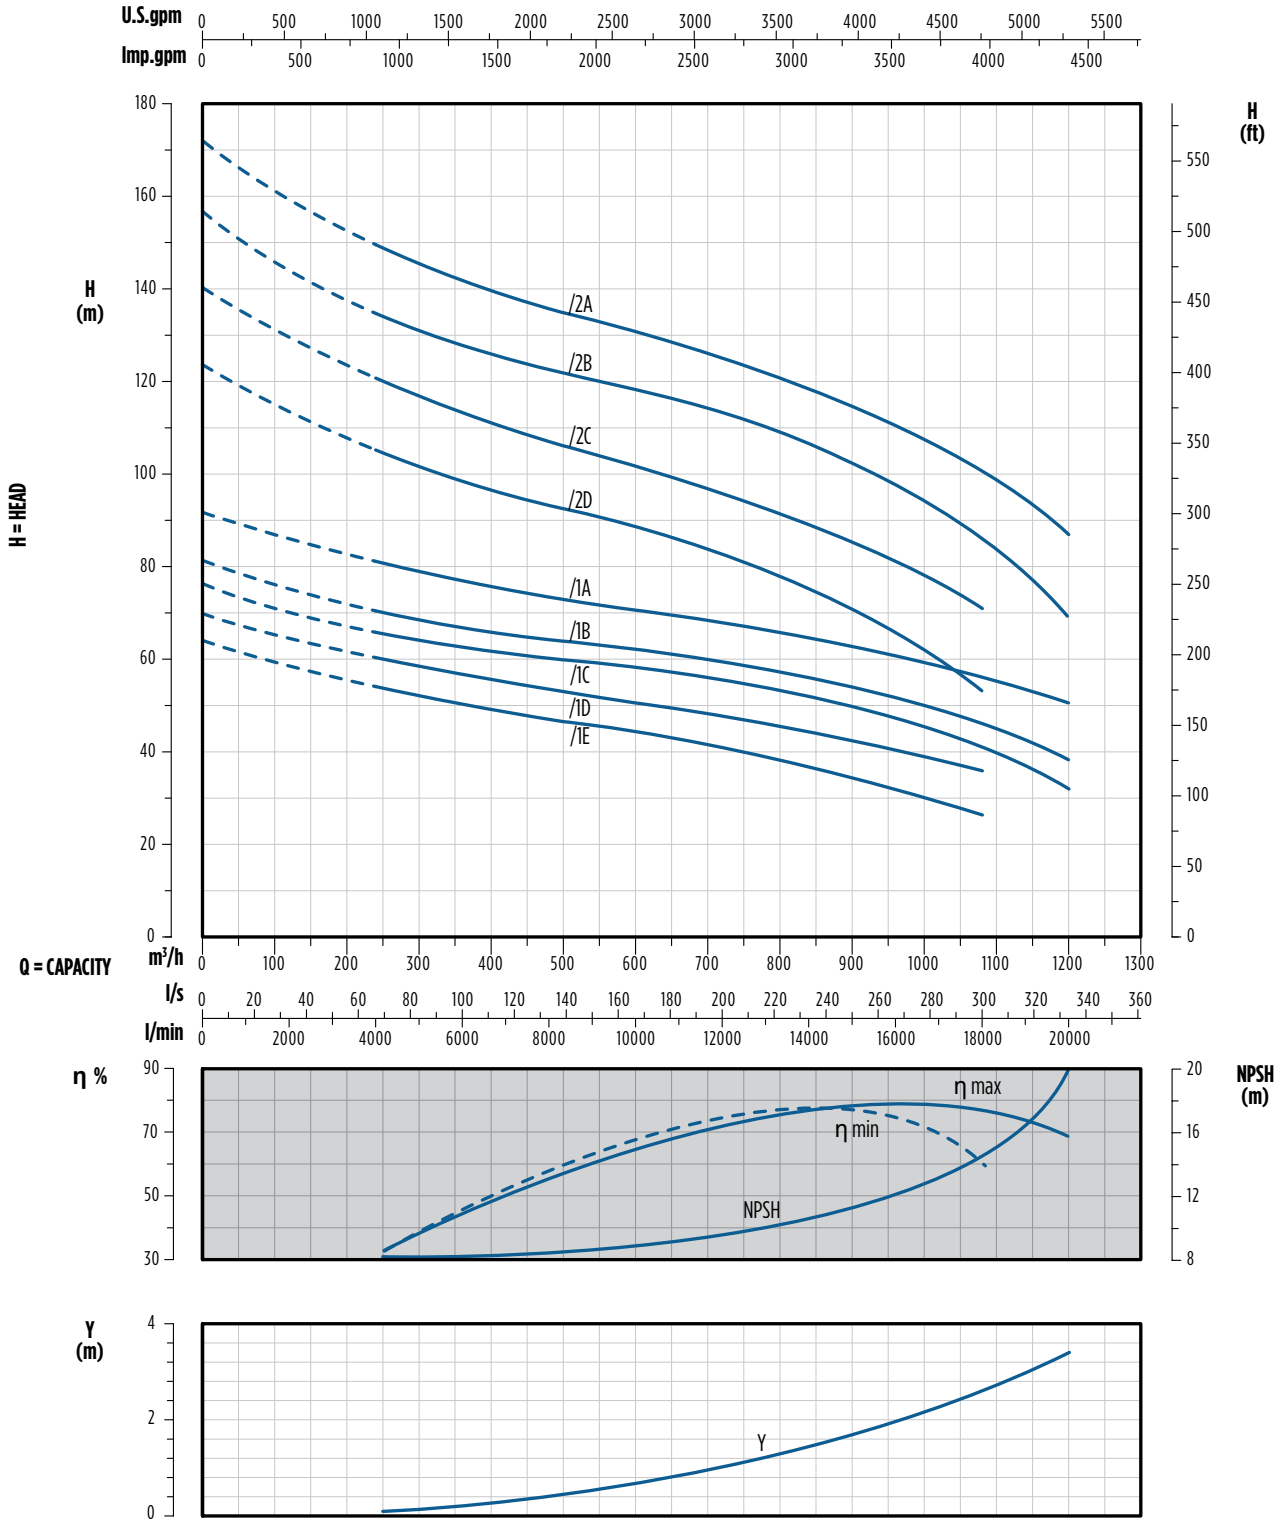 U.S.gpm 0 500 1000 1500 2000 2500 3000 3500 4000 4500 5000 5500
Imp.gpm 0 500 1000 1500 2000 2500 3000 3500 4000 4500
H
(m)
H = HEAD
180
160
140
120
100
80
60
40
20
0
H
(ft)
550
500
450
400
350
300
250
200
150
100
50
0
/2A
/2B
/2C
/2D
/1A
/1B
/1C
/1D
/1E
Q = CAPACITY
m³/h 0 100 200 300 400 500 600 700 800 900 1000 1100 1200 1300
l/s 0 20 40 60 80 100 120 140 160 180 200 220 240 260 280 300 320 340 360
l/min 0 2000 4000 6000 8000 10000 12000 14000 16000 18000 20000
η %
90
70
50
30
η max
η min
NPSH
NPSH
(m)
20
16
12
8
Y
(m)
4
2
0
Y